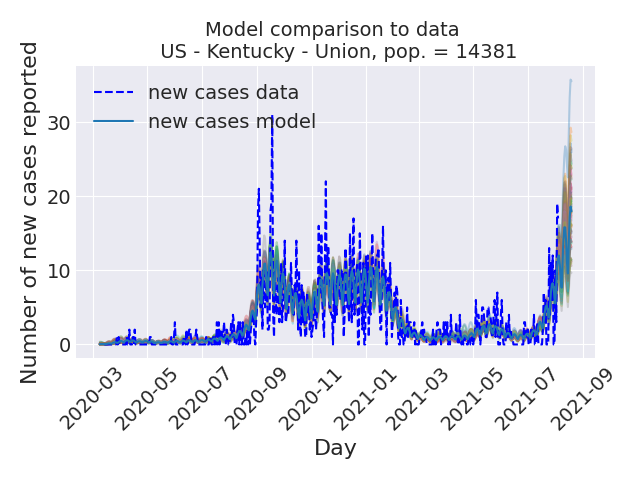 Model comparison to data
US - Kentucky - Union, pop. = 14381
Number of new cases reported
new cases data
new cases model
30
20
10
0
2020-03
2020-05
2020-07
2020-09
2020-11
2021-01
2021-03
2021-05
2021-07
2021-09
Day